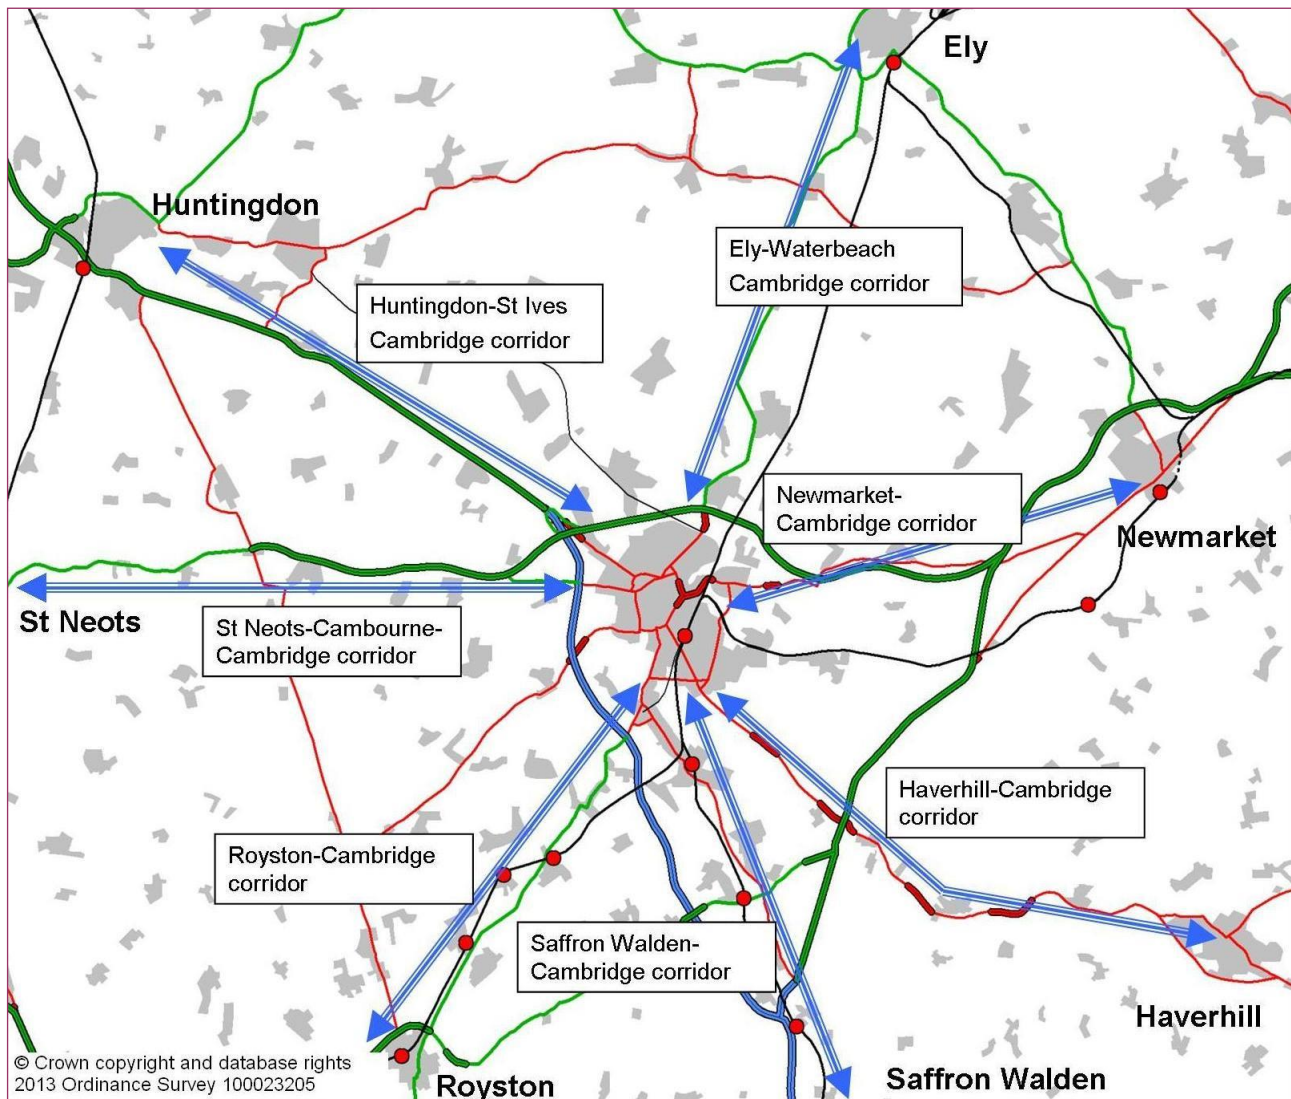 Ely
Huntingdon
Ely-Waterbeach
Cambridge corridor
Huntingdon-St Ives
Cambridge corridor
Newmarket-
Cambridge corridor
Newmarket
St Neots
St Neots-Cambourne-
Cambridge corridor
Haverhill-Cambridge
corridor
Royston-Cambridge
corridor
Saffron Walden-
Cambridge corridor
Haverhill
© Crown copyright and database rights
2013 Ordinance Survey 100023205
Royston
Saffron Walden